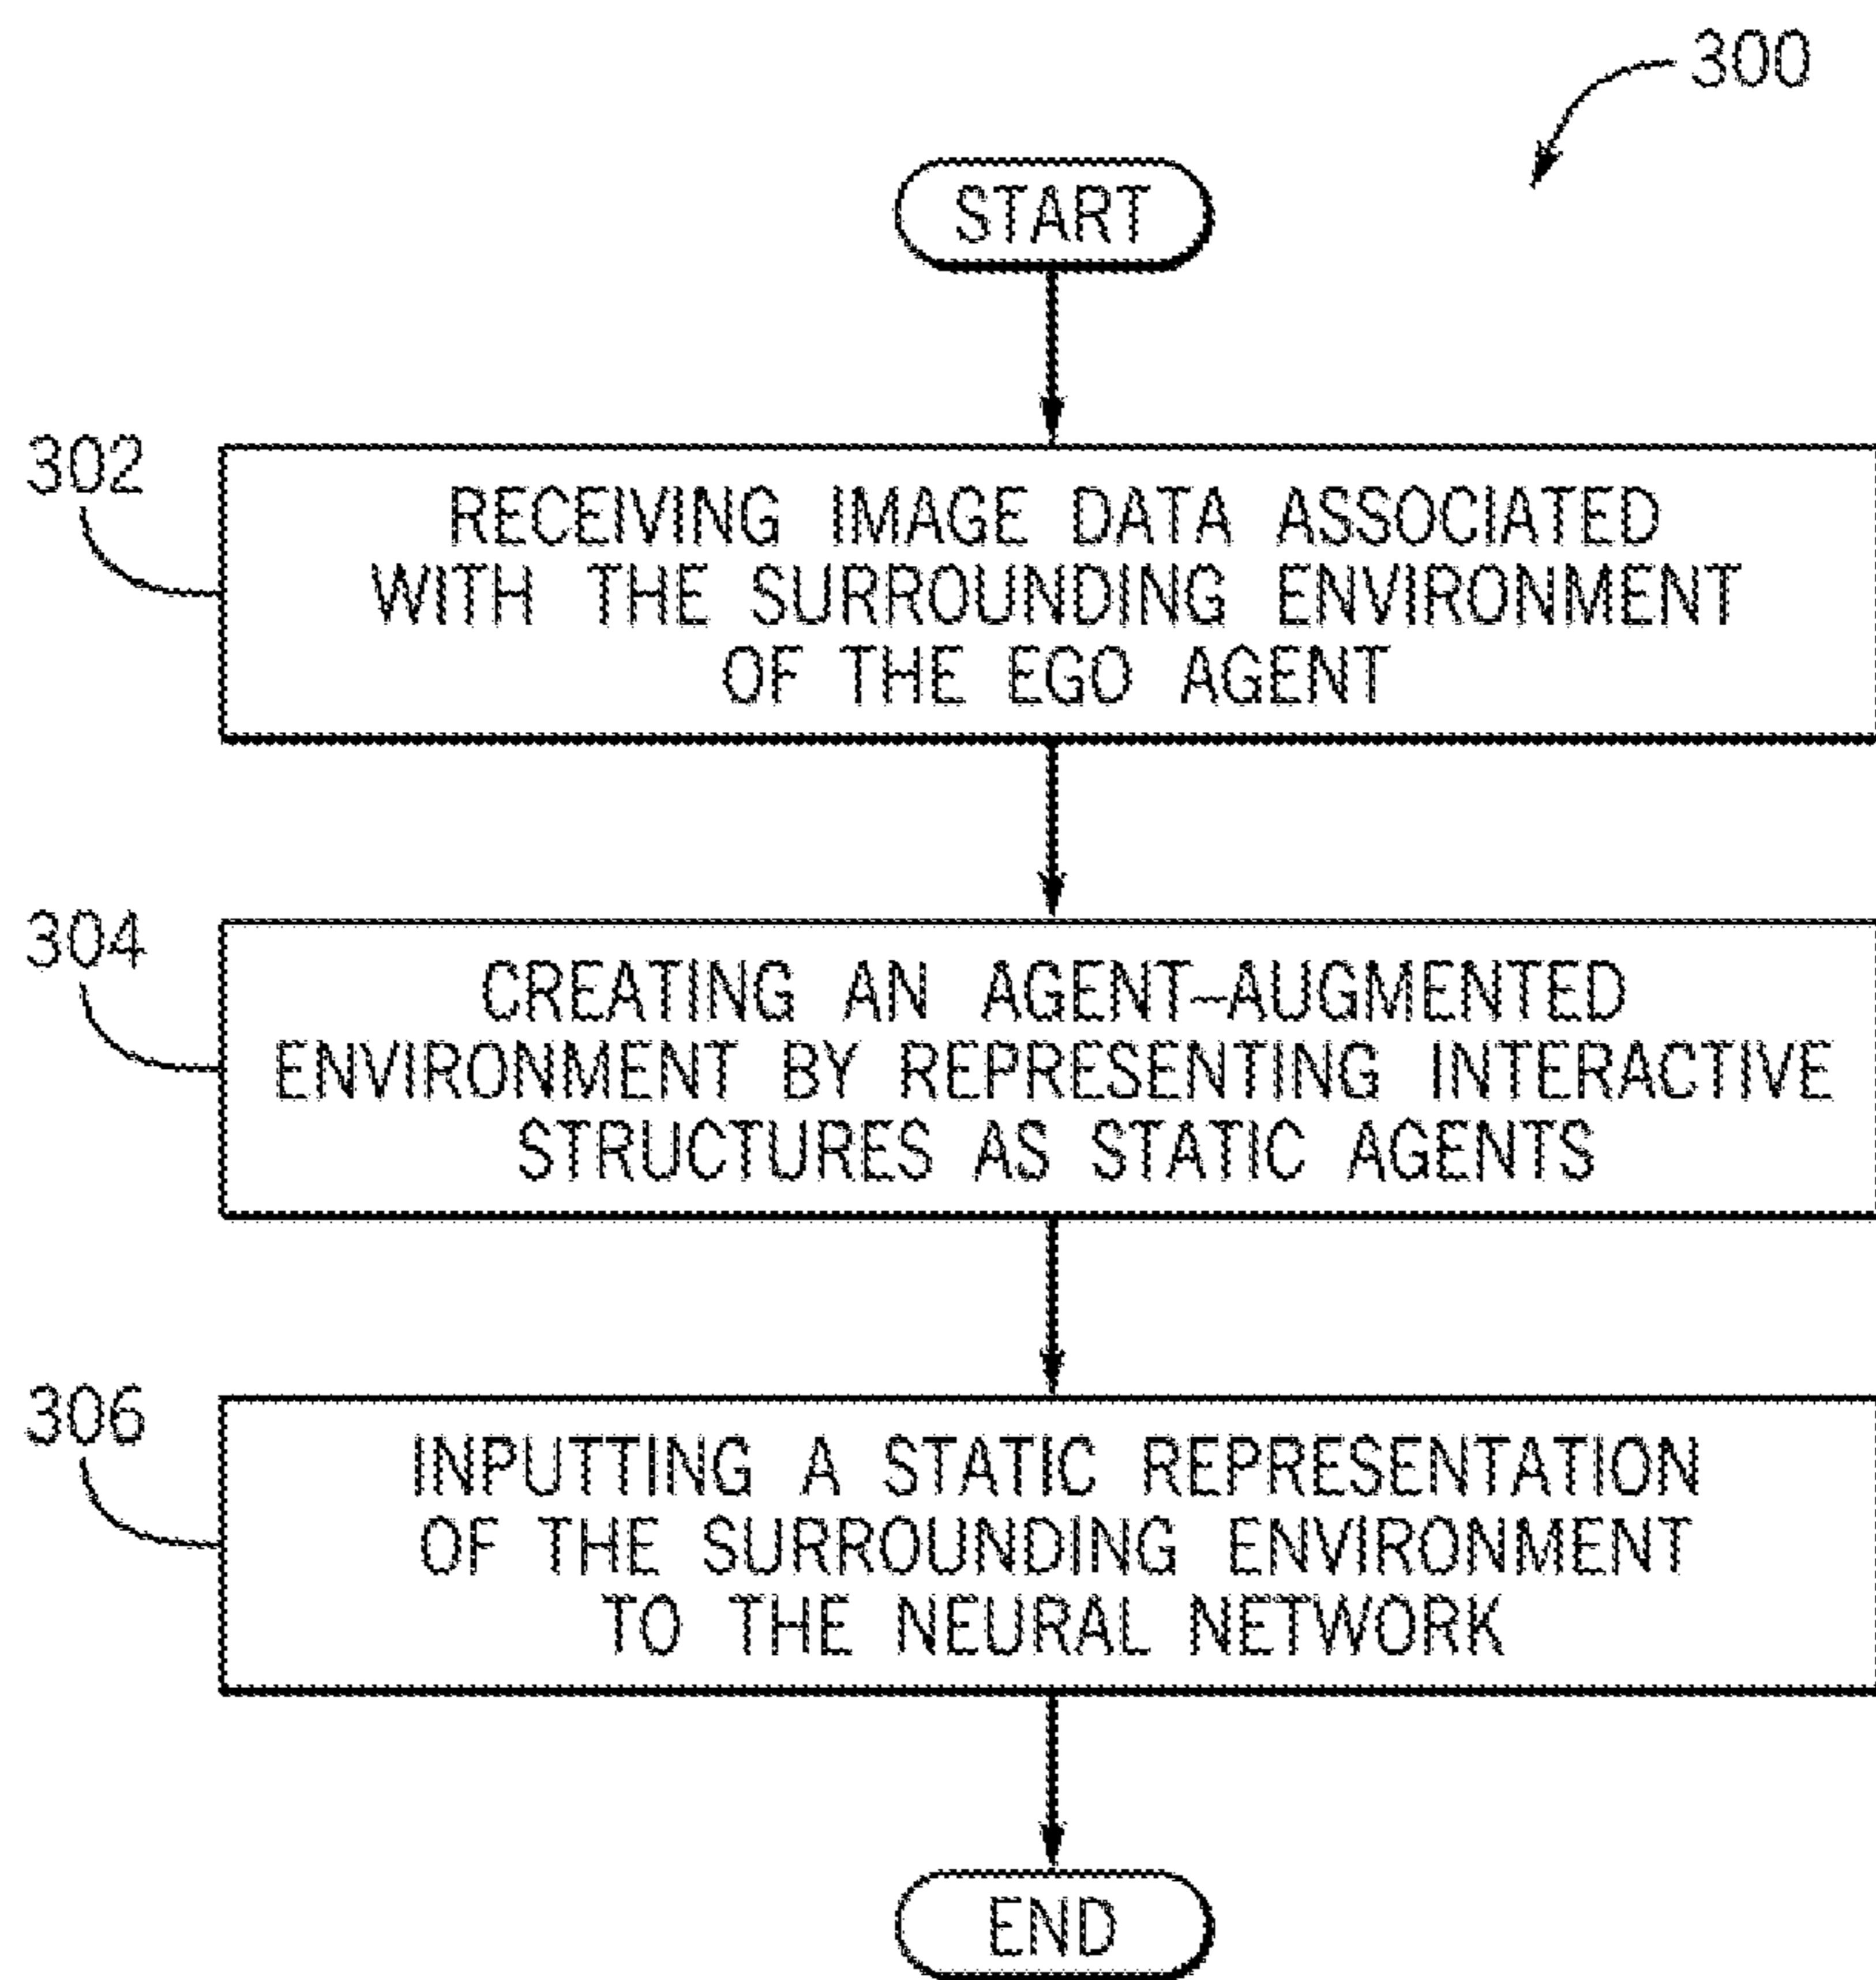 300
START
302
RECEIVING IMAGE DATA ASSOCIATED
WITH THE SURROUNDING ENVIRONMENT
OF THE EGO AGENT
304
CREATING AN AGENT-AUGMENTED
ENVIRONMENT BY REPRESENTING INTERACTIVE
STRUCTURES AS STATIC AGENTS
306
INPUTTING A STATIC REPRESENTATION
OF THE SURROUNDING ENVIRONMENT
TO THE NEURAL NETWORK
END